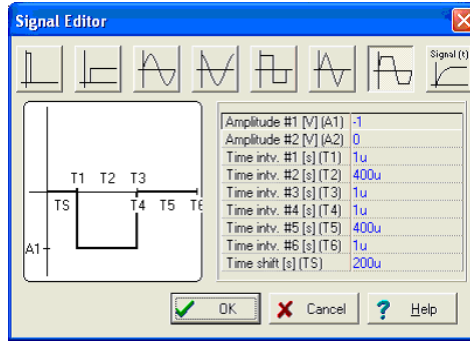 Signal Editor
Signal (t)
T1 T2 T3
TS T4 T5 T6
A1
Amplitude #1 [V] (A1) -1
Amplitude #2 [V] (A2) 0
Time intv. #1 [s] (T1) 1u
Time intv. #2 [s] (T2) 400u
Time intv. #3 [s] (T3) 1u
Time intv. #4 [s] (T4) 1u
Time intv. #5 [s] (T5) 400u
Time intv. #6 [s] (T6) 1u
Time shift [s] (TS) 200u
OK Cancel Help